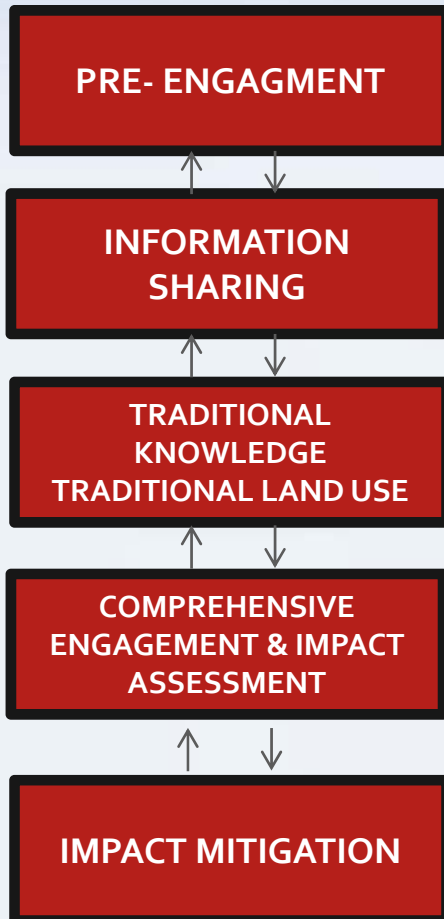 PRE- ENGAGMENT
INFORMATION
SHARING
TRADITIONAL
KNOWLEDGE
TRADITIONAL LAND USE
COMPREHENSIVE
ENGAGEMENT & IMPACT
ASSESSMENT
IMPACT MITIGATION